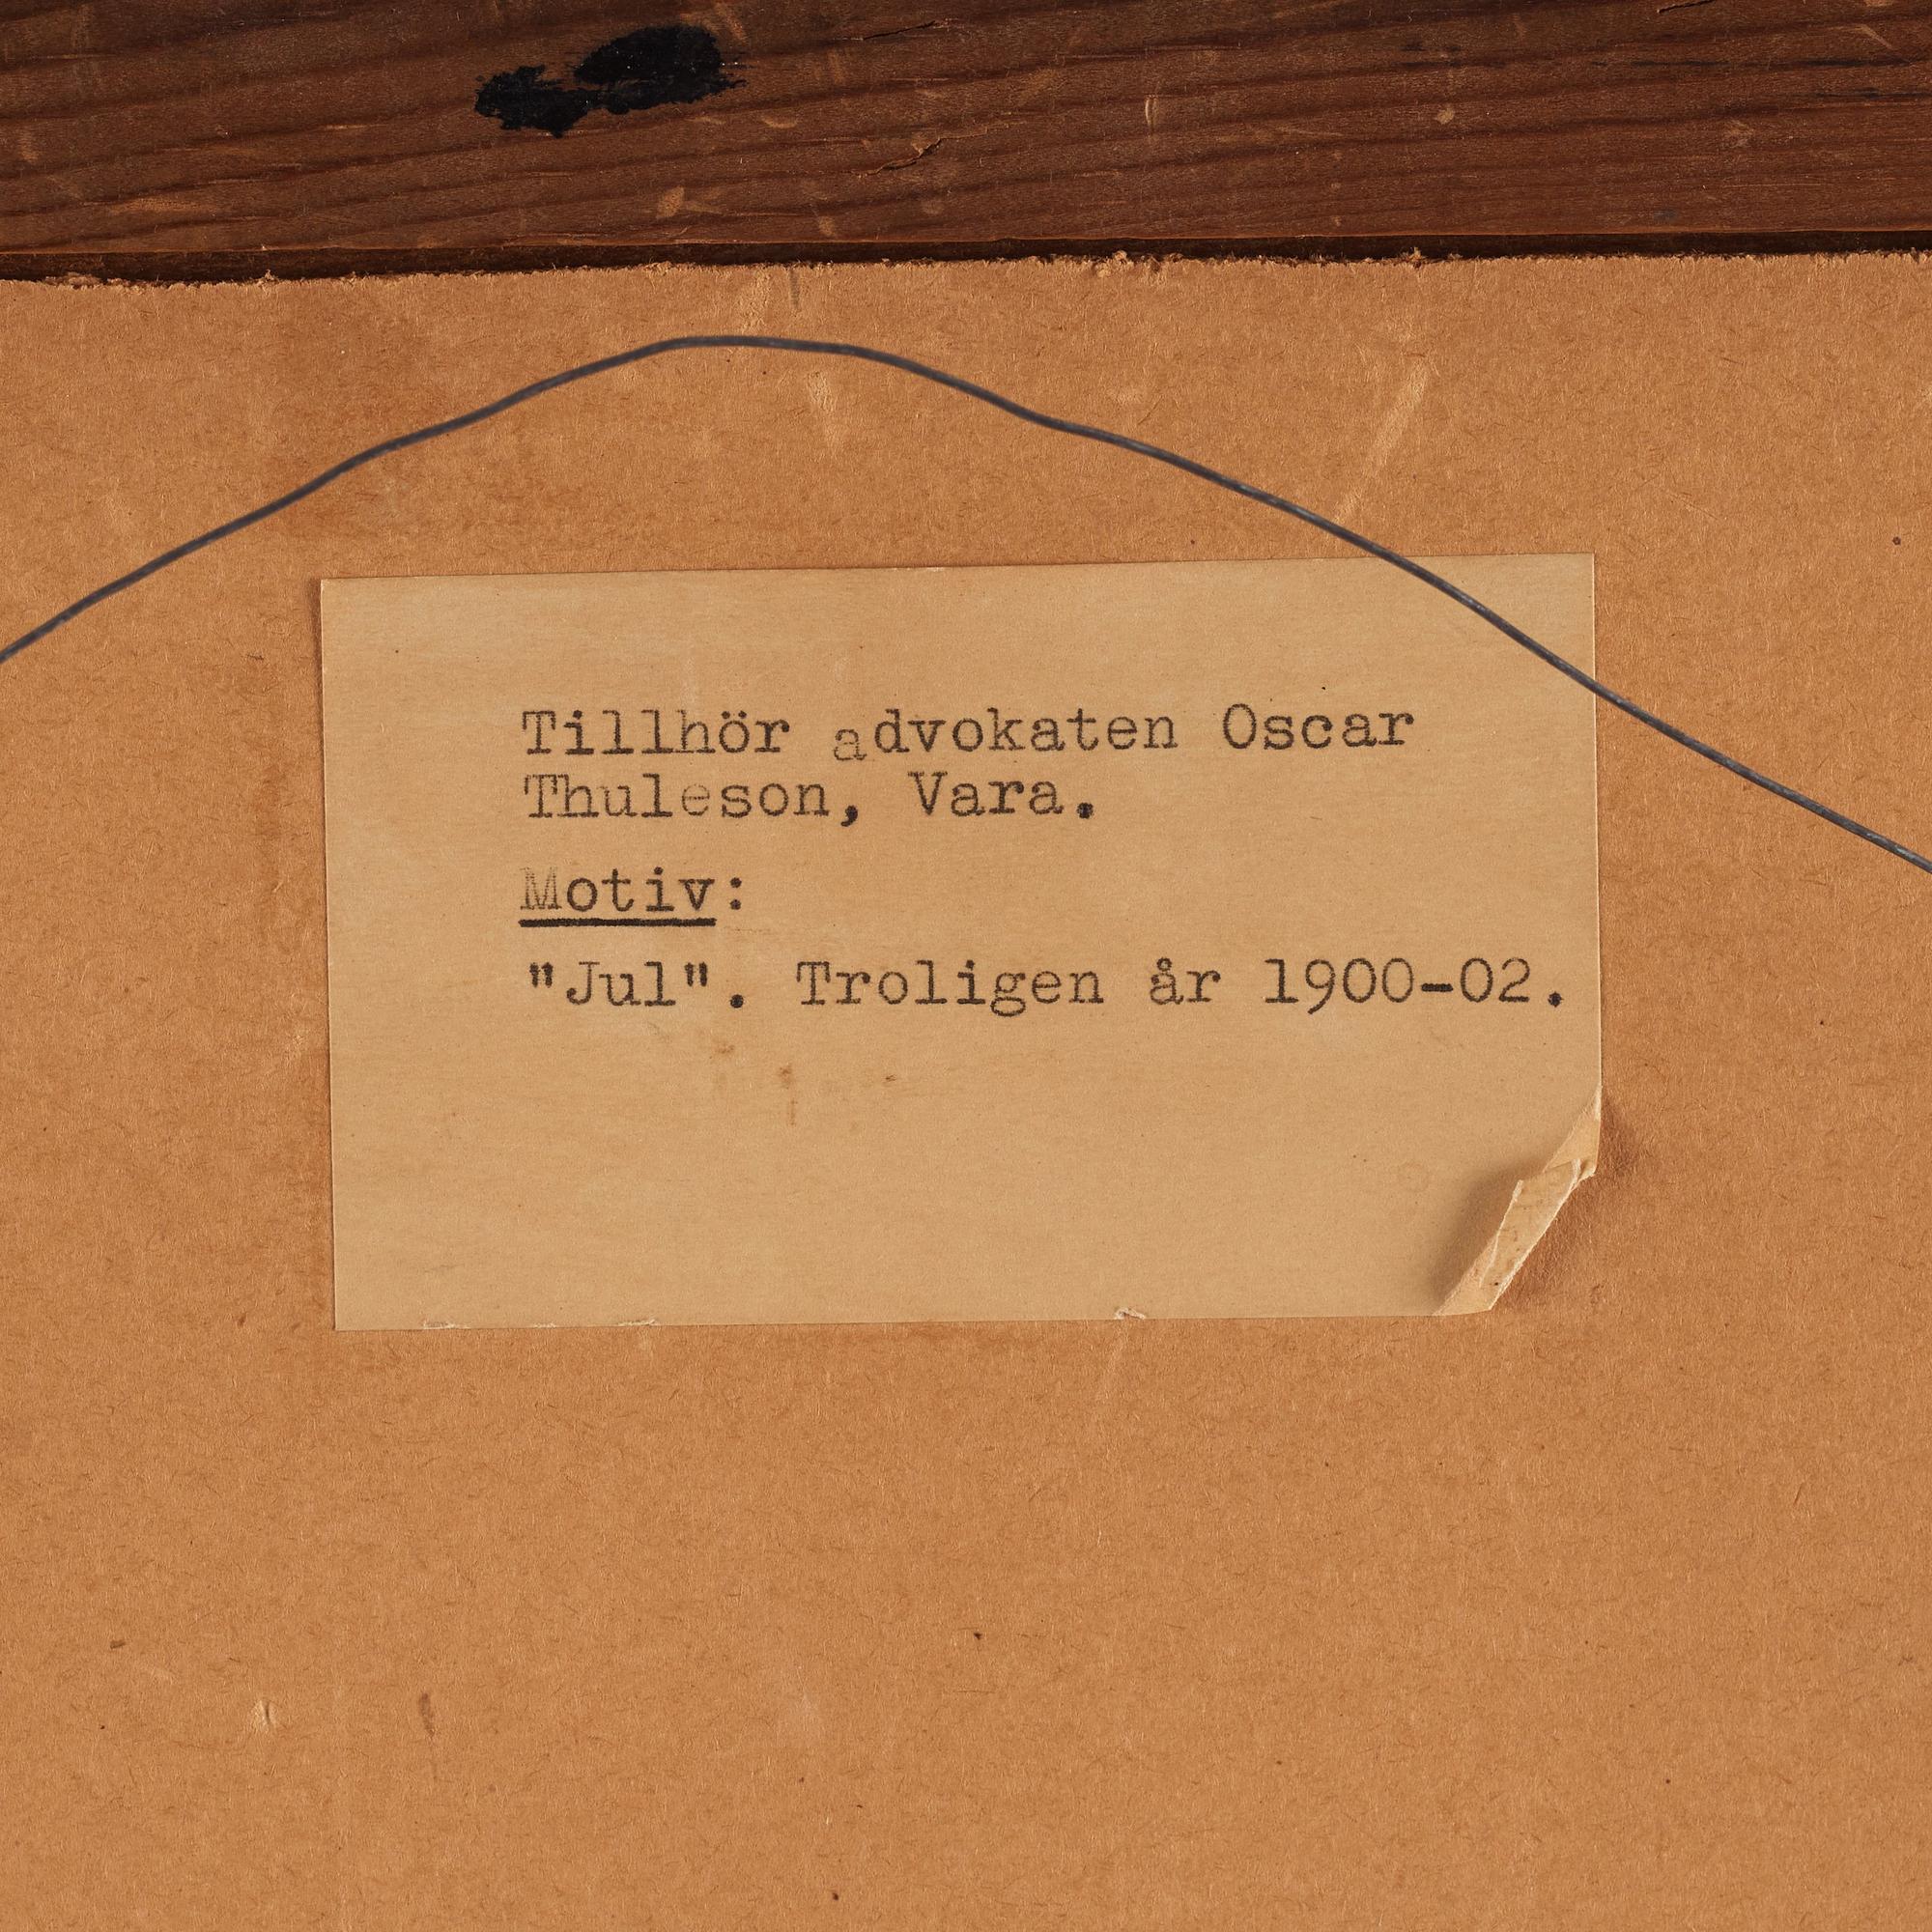 Tillhör advokaten Oscar
Thuleson, Vara.
Motiv:
"Jul". Troligen år 1900-02.